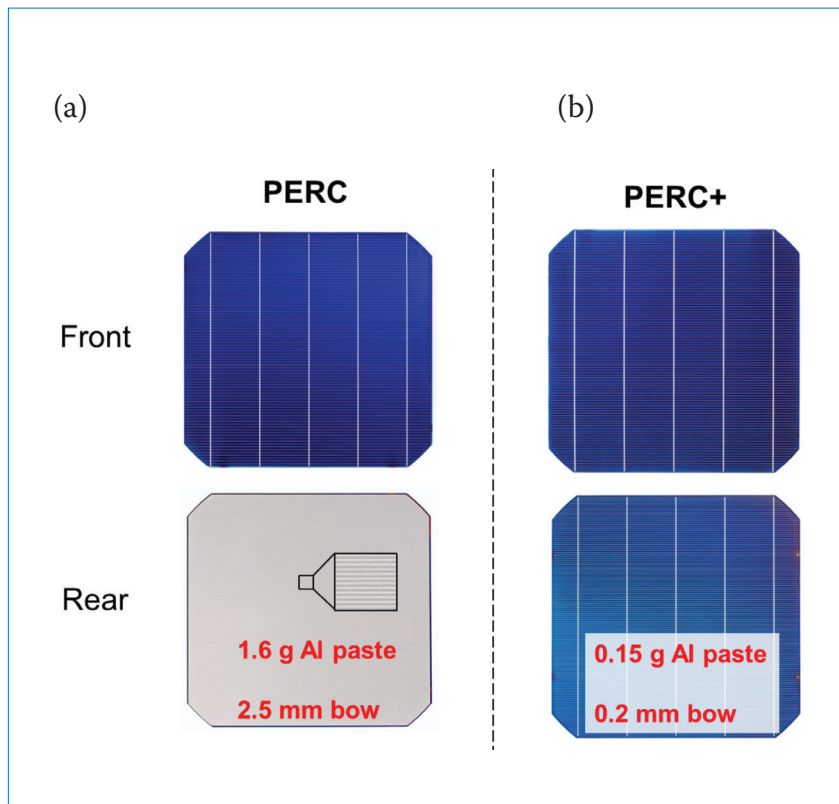 (a)
(b)
PERC
PERC+
Front
Rear
1.6 g Al paste
2.5 mm bow
0.15 g Al paste
0.2 mm bow